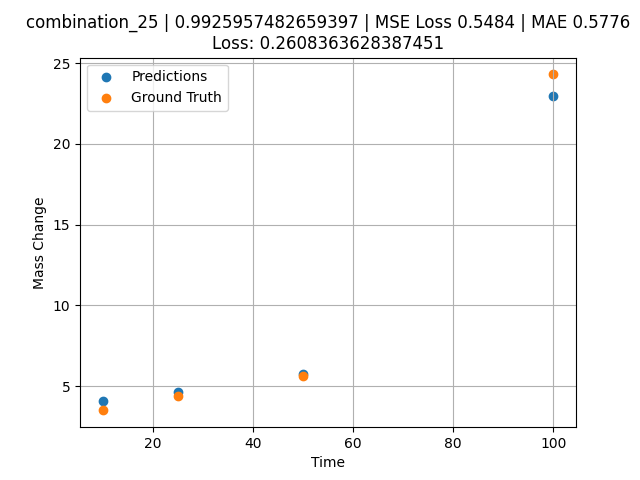 combination_25 | 0.9925957482659397 | MSE Loss 0.5484 | MAE 0.5776
Loss: 0.2608363628387451
Predictions
Ground Truth
25
20
15
10
5
Mass Change
20 40 60 80 100
Time